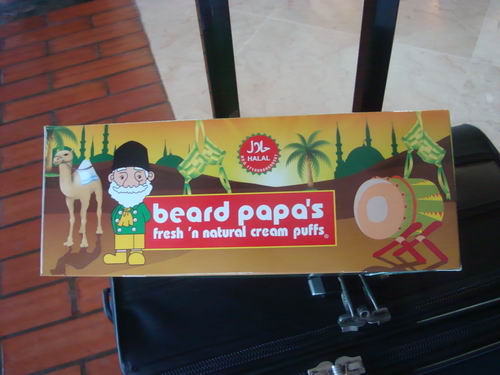 حلال
HALAL
beard papa's
fresh 'n natural cream puffs